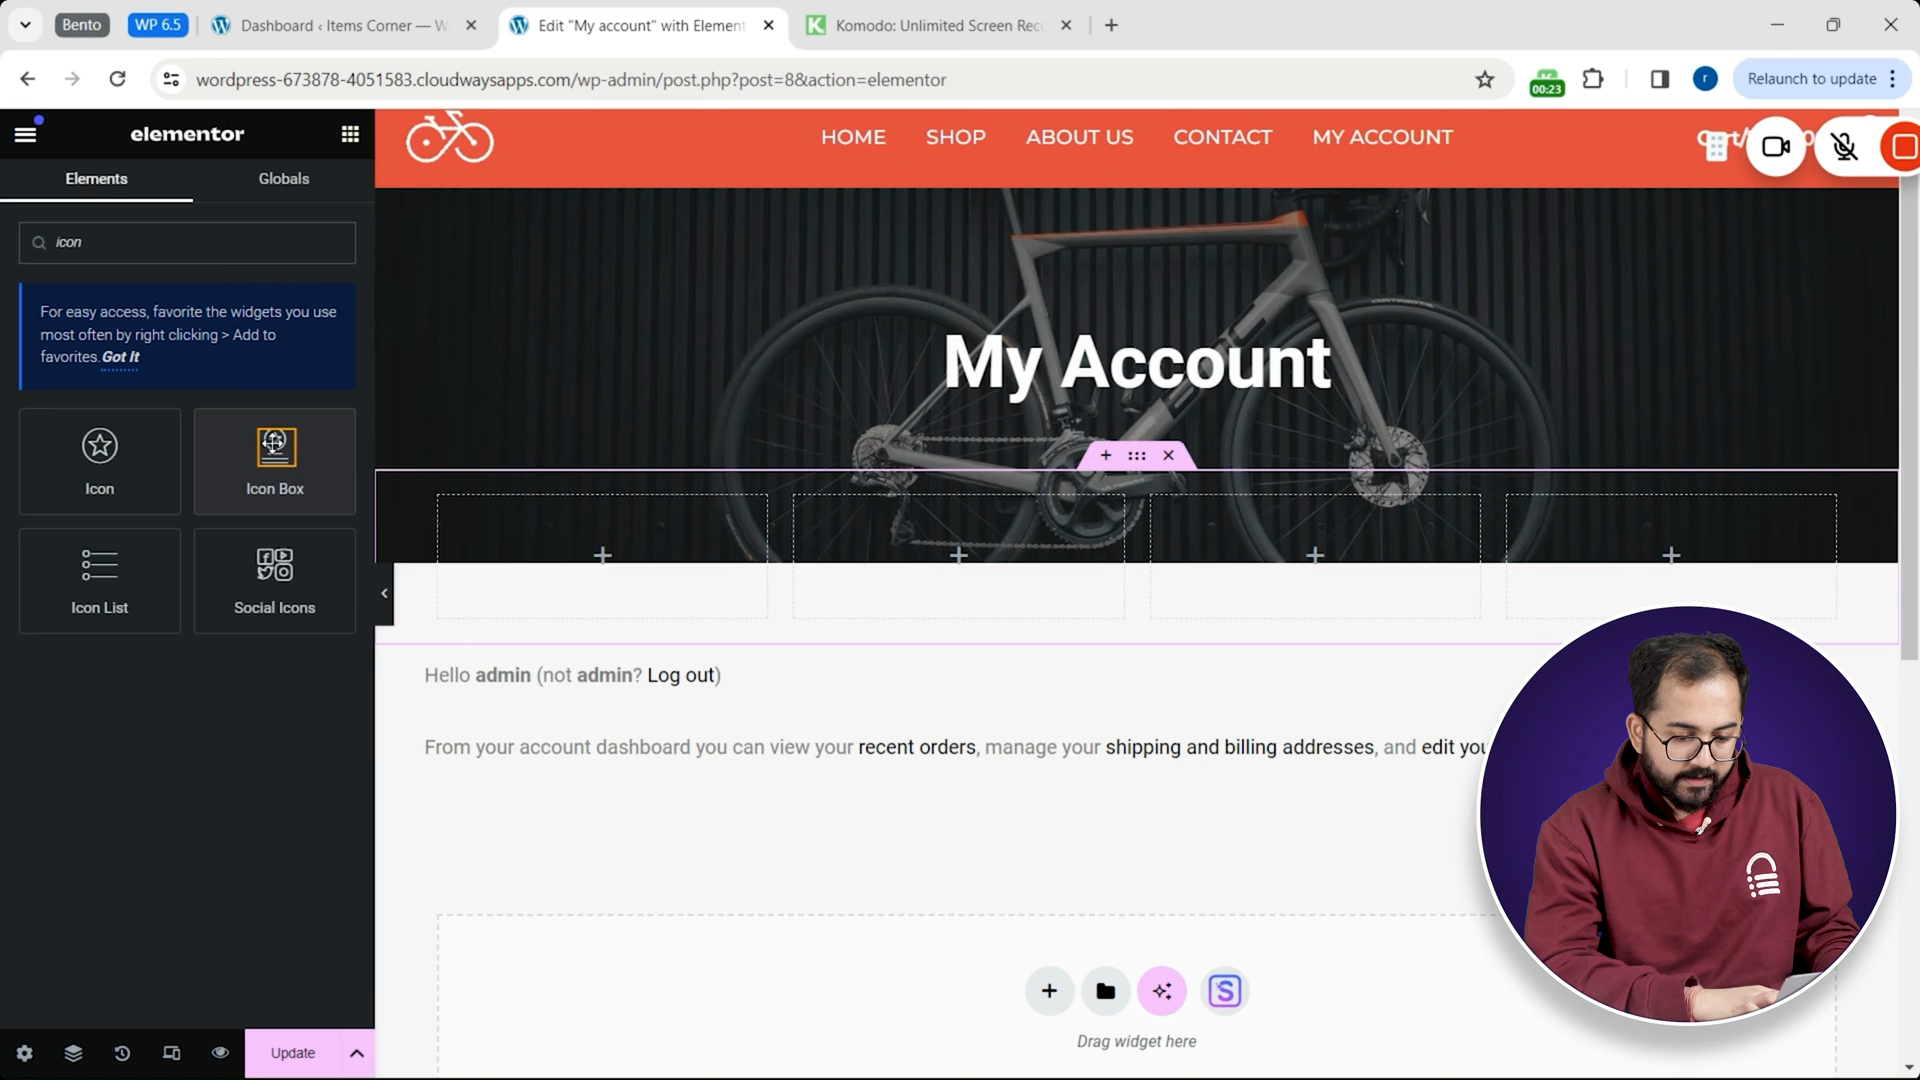 Bento
WP 6.5
Dashboard ‹ Items Corner — W
Edit "My account" with Element
Komodo: Unlimited Screen Rec
wordpress-673878-4051583.cloudwaysapps.com/wp-admin/post.php?post=8&action=elementor
00:23
r
Relaunch to update
elementor
Elements
Globals
icon
For easy access, favorite the widgets you use
most often by right clicking > Add to
favorites. Got It
Icon
Icon Box
Icon List
Social Icons
Update
HOME
SHOP
ABOUT US
CONTACT
MY ACCOUNT
My Account
Hello admin (not admin? Log out)
From your account dashboard you can view your recent orders, manage your shipping and billing addresses, and edit you
Drag widget here